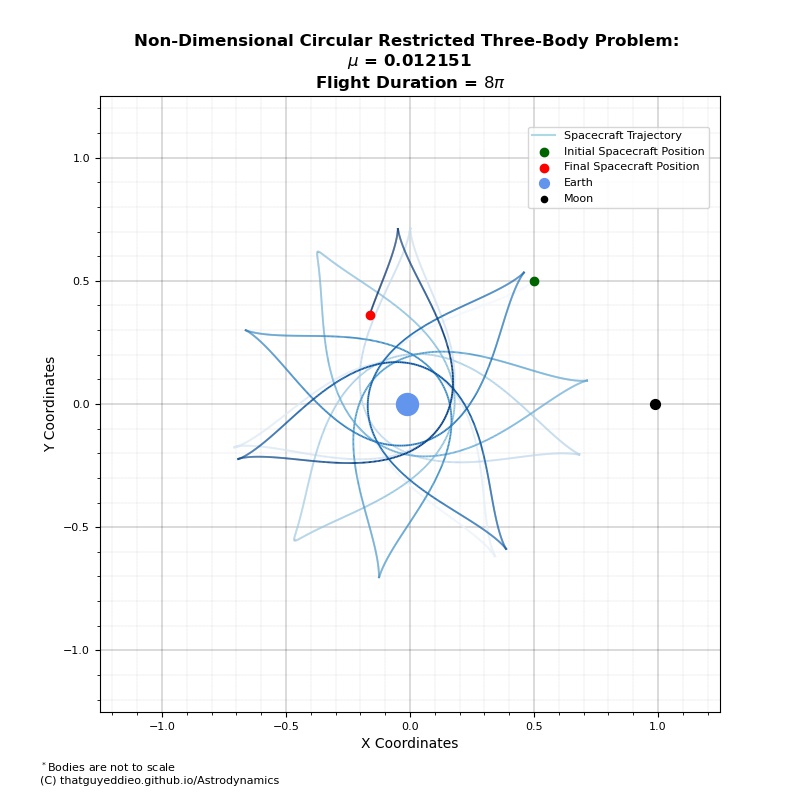 Non-Dimensional Circular Restricted Three-Body Problem:
μ = 0.012151
Flight Duration = 8π
Spacecraft Trajectory
Initial Spacecraft Position
Final Spacecraft Position
Earth
Moon
1.0
0.5
0.0
−0.5
−1.0
Y Coordinates
−1.0 −0.5 0.0 0.5 1.0
X Coordinates
*Bodies are not to scale
(C) thatguyeddieo.github.io/Astrodynamics